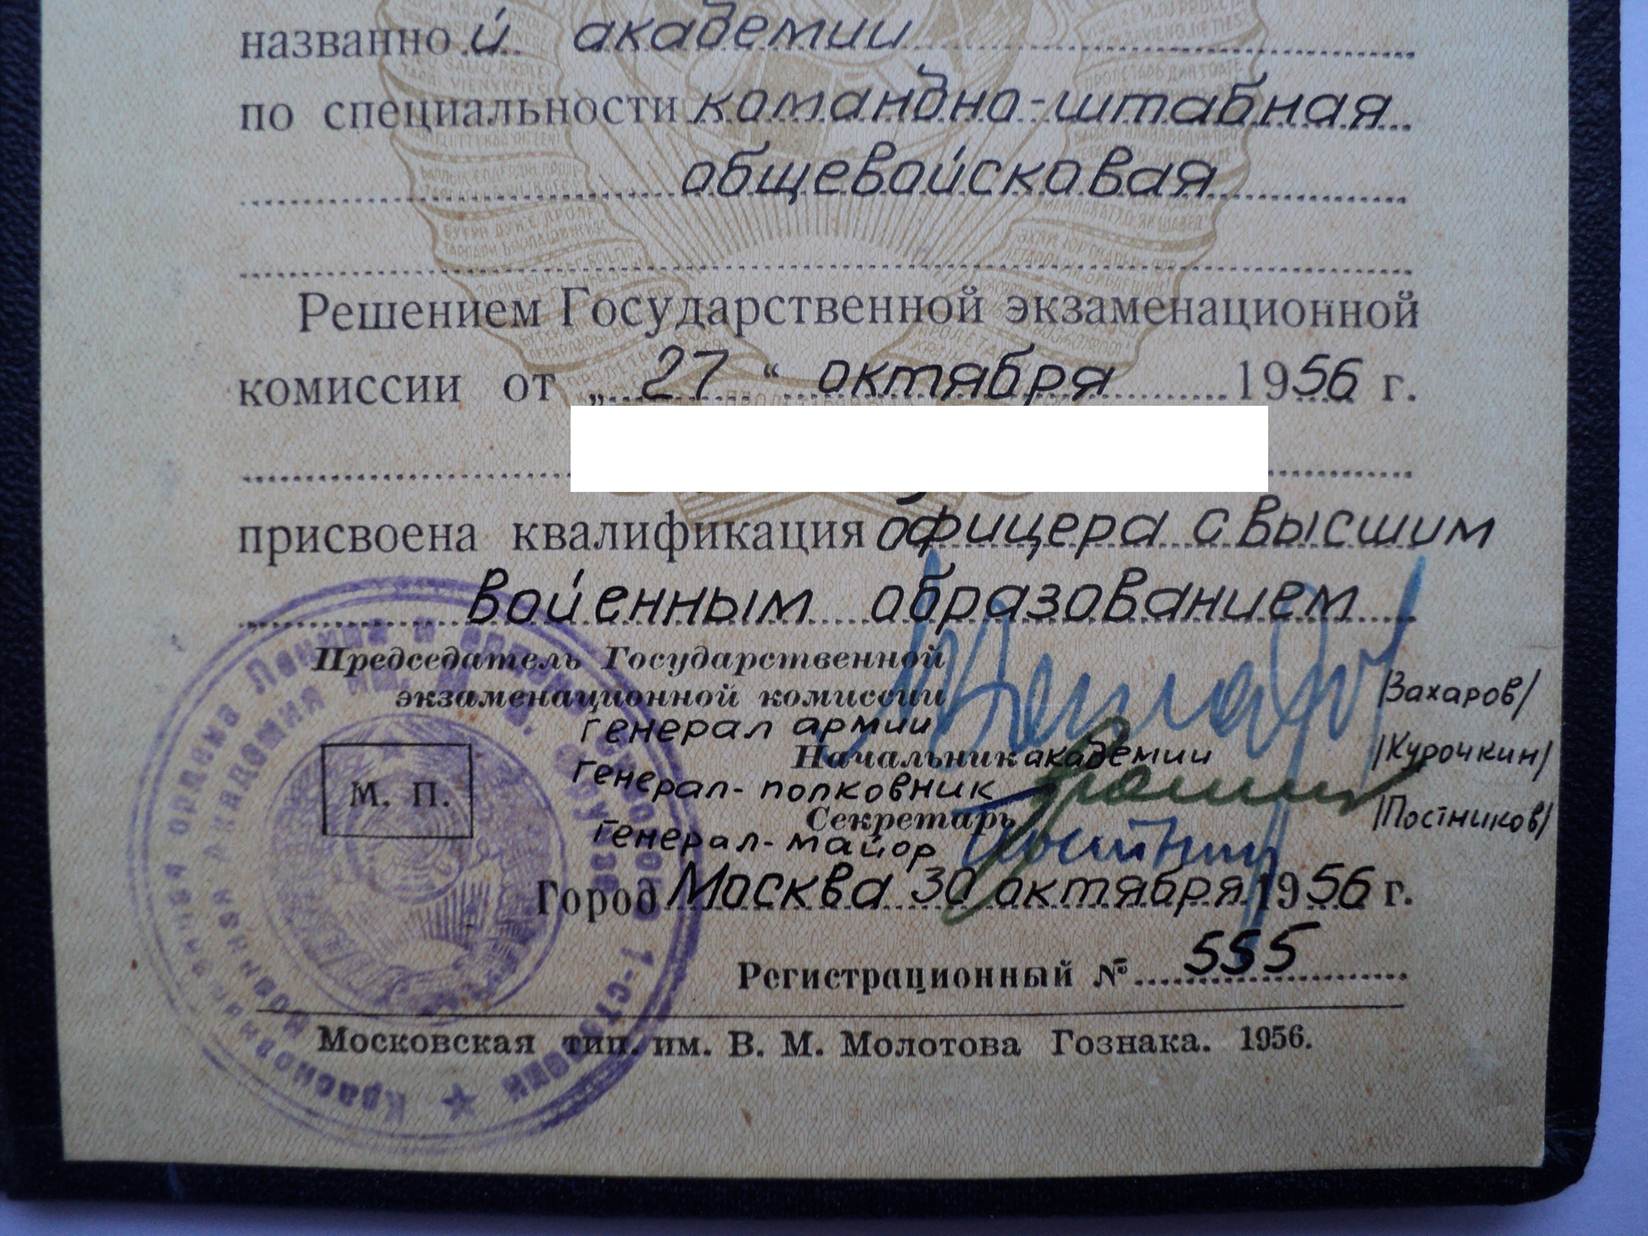 названной академии
по специальности командно-штабная
общевойсковая
Решением Государственной экзаменационной
комиссии от „ 27 “ октября 1956 г.
присвоена квалификация офицера с высшим
военным образованием
Председатель Государственной
экзаменационной комиссии
генерал армии /Захаров/
Начальник академии /Курочкин/
генерал-полковник
Секретарь /Постников/
генерал-майор
М. П.
Город Москва 30 октября 1956 г.
Регистрационный № 555
Московская тип. им. В. М. Молотова Гознака. 1956.